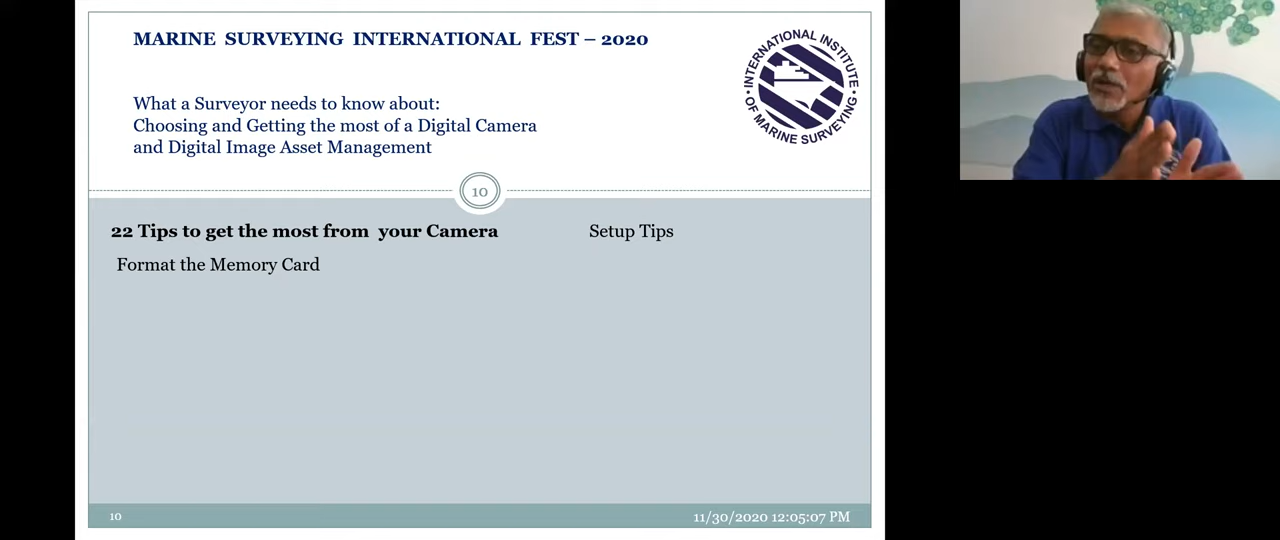 MARINE SURVEYING INTERNATIONAL FEST – 2020
INTERNATIONAL INSTITUTE
OF MARINE SURVEYING
What a Surveyor needs to know about:
Choosing and Getting the most of a Digital Camera
and Digital Image Asset Management
10
22 Tips to get the most from your Camera
Setup Tips
Format the Memory Card
10
11/30/2020 12:05:07 PM